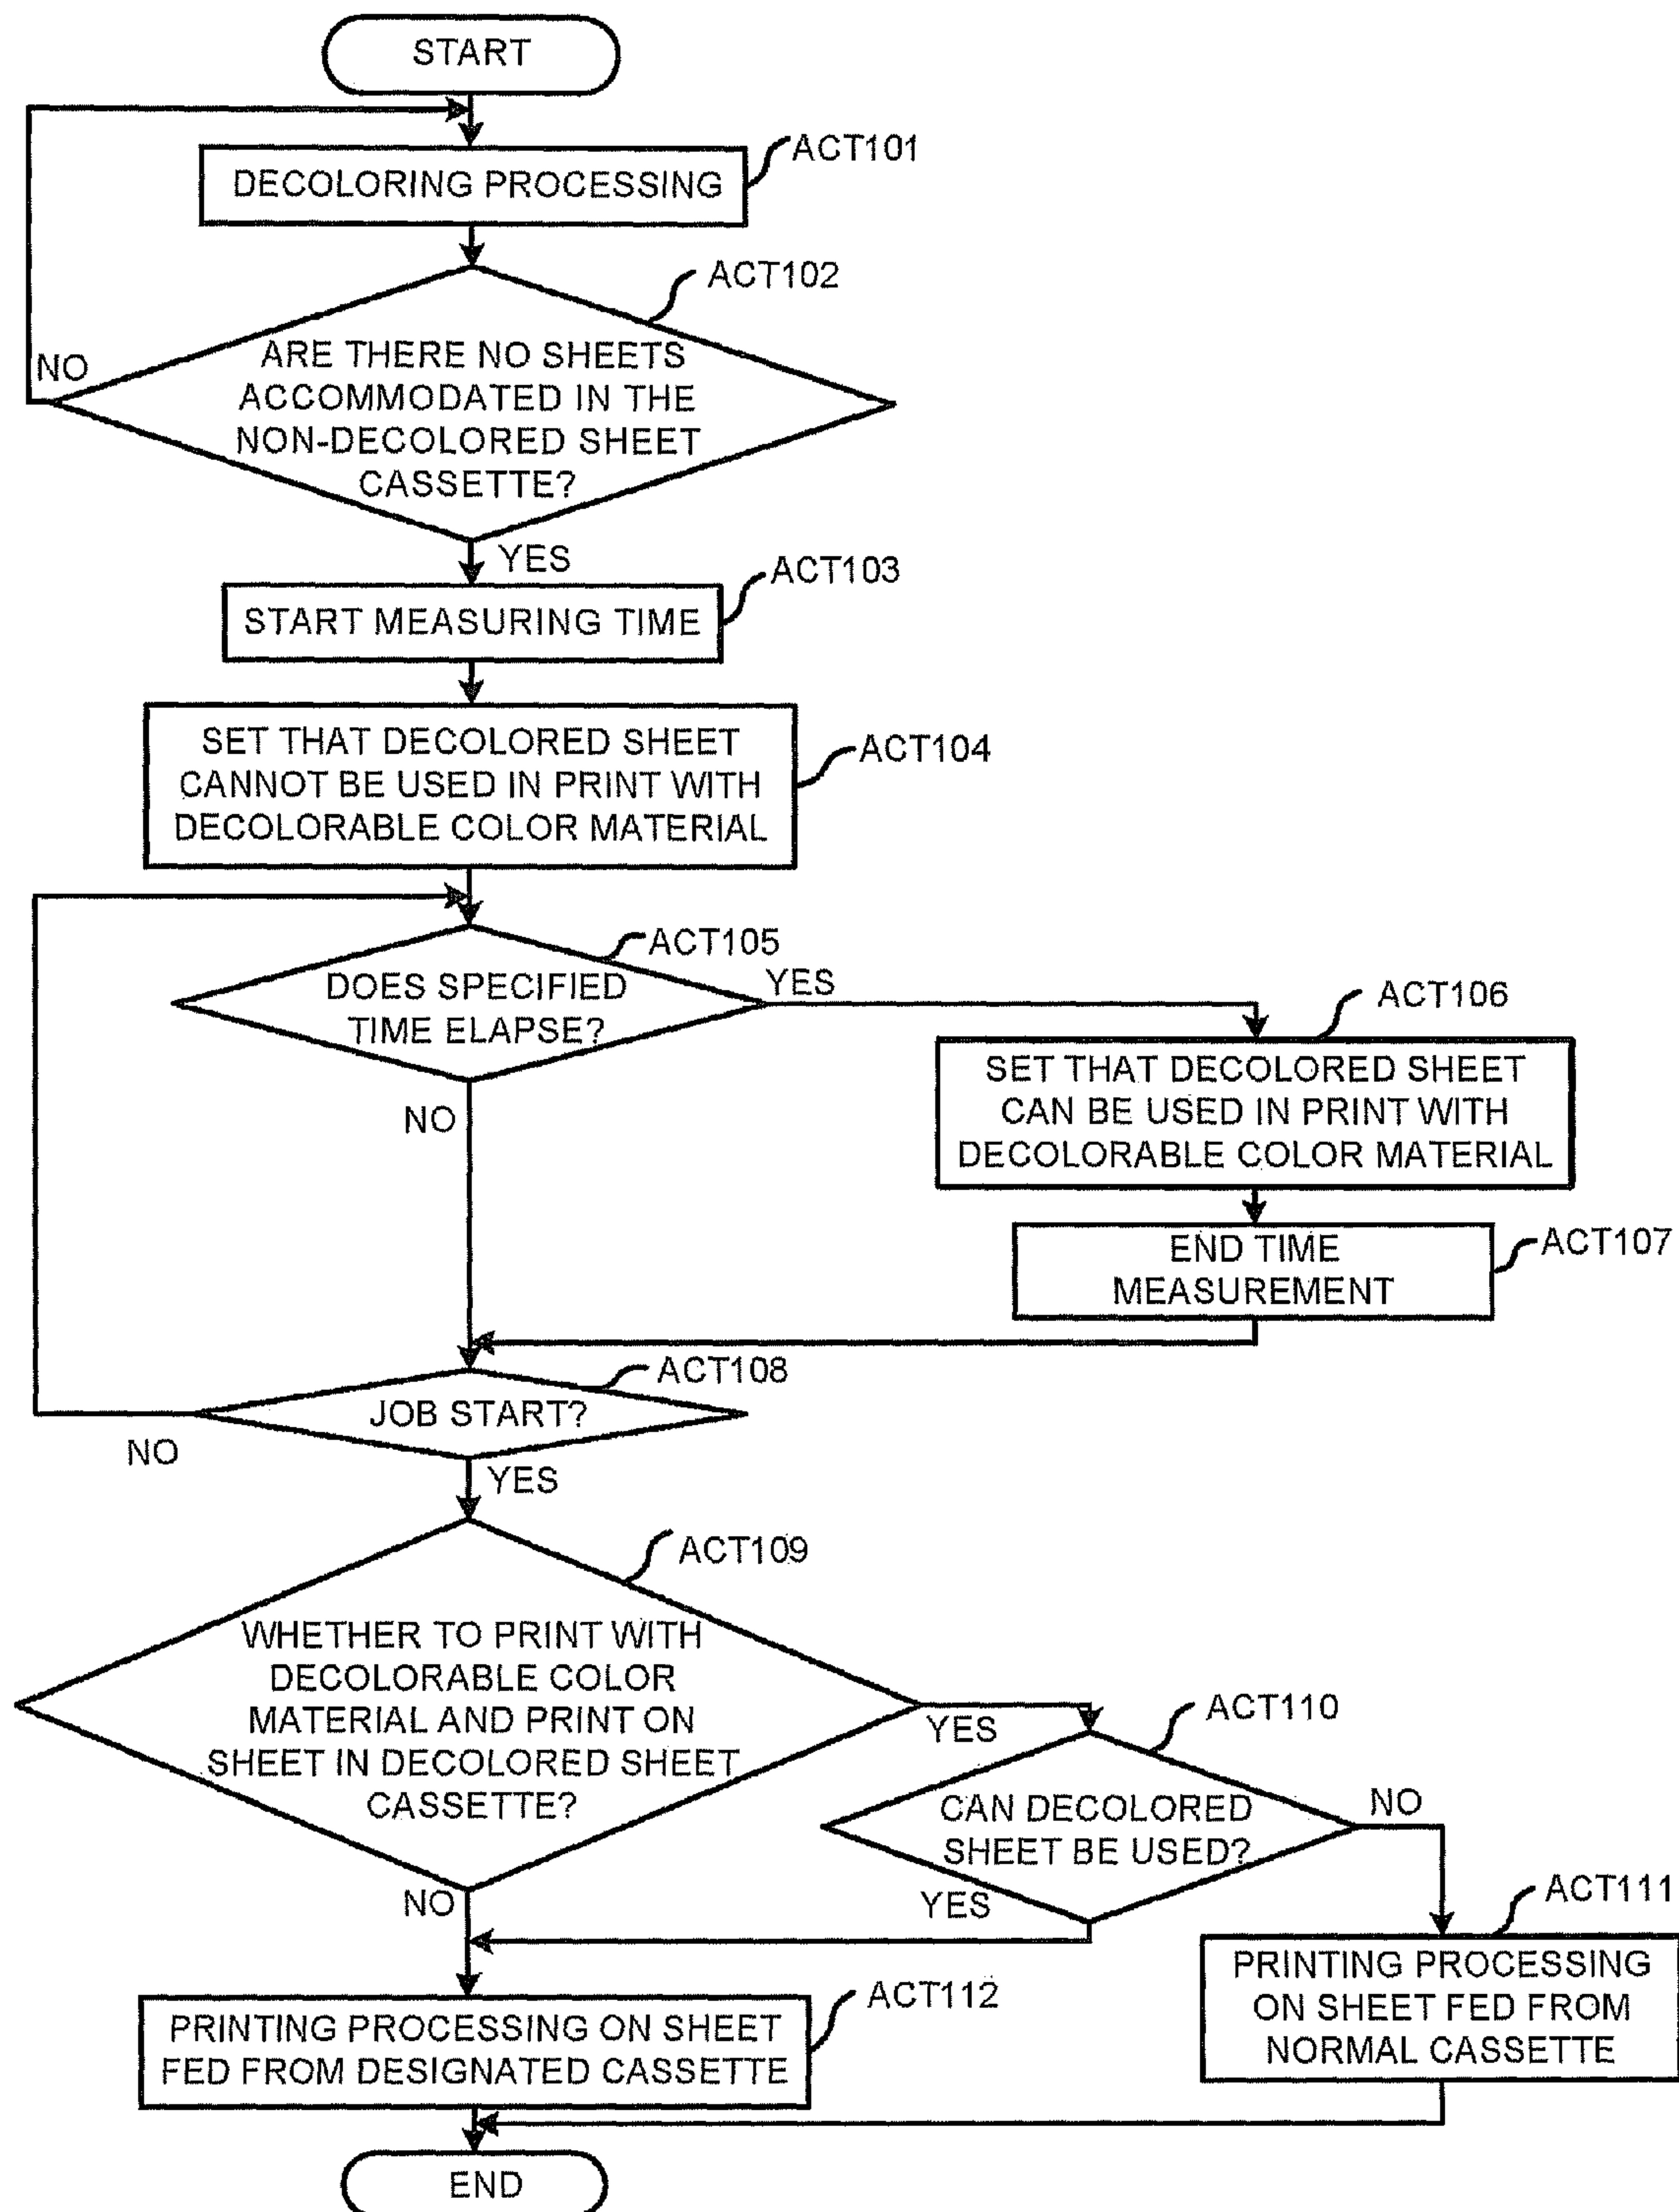 START
ACT101
DECOLORING PROCESSING
ACT102
ARE THERE NO SHEETS
ACCOMMODATED IN THE
NON-DECOLORED SHEET
CASSETTE?
NO
YES
ACT103
START MEASURING TIME
ACT104
SET THAT DECOLORED SHEET
CANNOT BE USED IN PRINT WITH
DECOLORABLE COLOR MATERIAL
ACT105
DOES SPECIFIED
TIME ELAPSE?
YES
NO
ACT106
SET THAT DECOLORED SHEET
CAN BE USED IN PRINT WITH
DECOLORABLE COLOR MATERIAL
ACT107
END TIME
MEASUREMENT
ACT108
JOB START?
NO
YES
ACT109
WHETHER TO PRINT WITH
DECOLORABLE COLOR
MATERIAL AND PRINT ON
SHEET IN DECOLORED SHEET
CASSETTE?
YES
NO
ACT110
CAN DECOLORED
SHEET BE USED?
NO
YES
ACT111
PRINTING PROCESSING
ON SHEET FED FROM
NORMAL CASSETTE
ACT112
PRINTING PROCESSING ON SHEET
FED FROM DESIGNATED CASSETTE
END